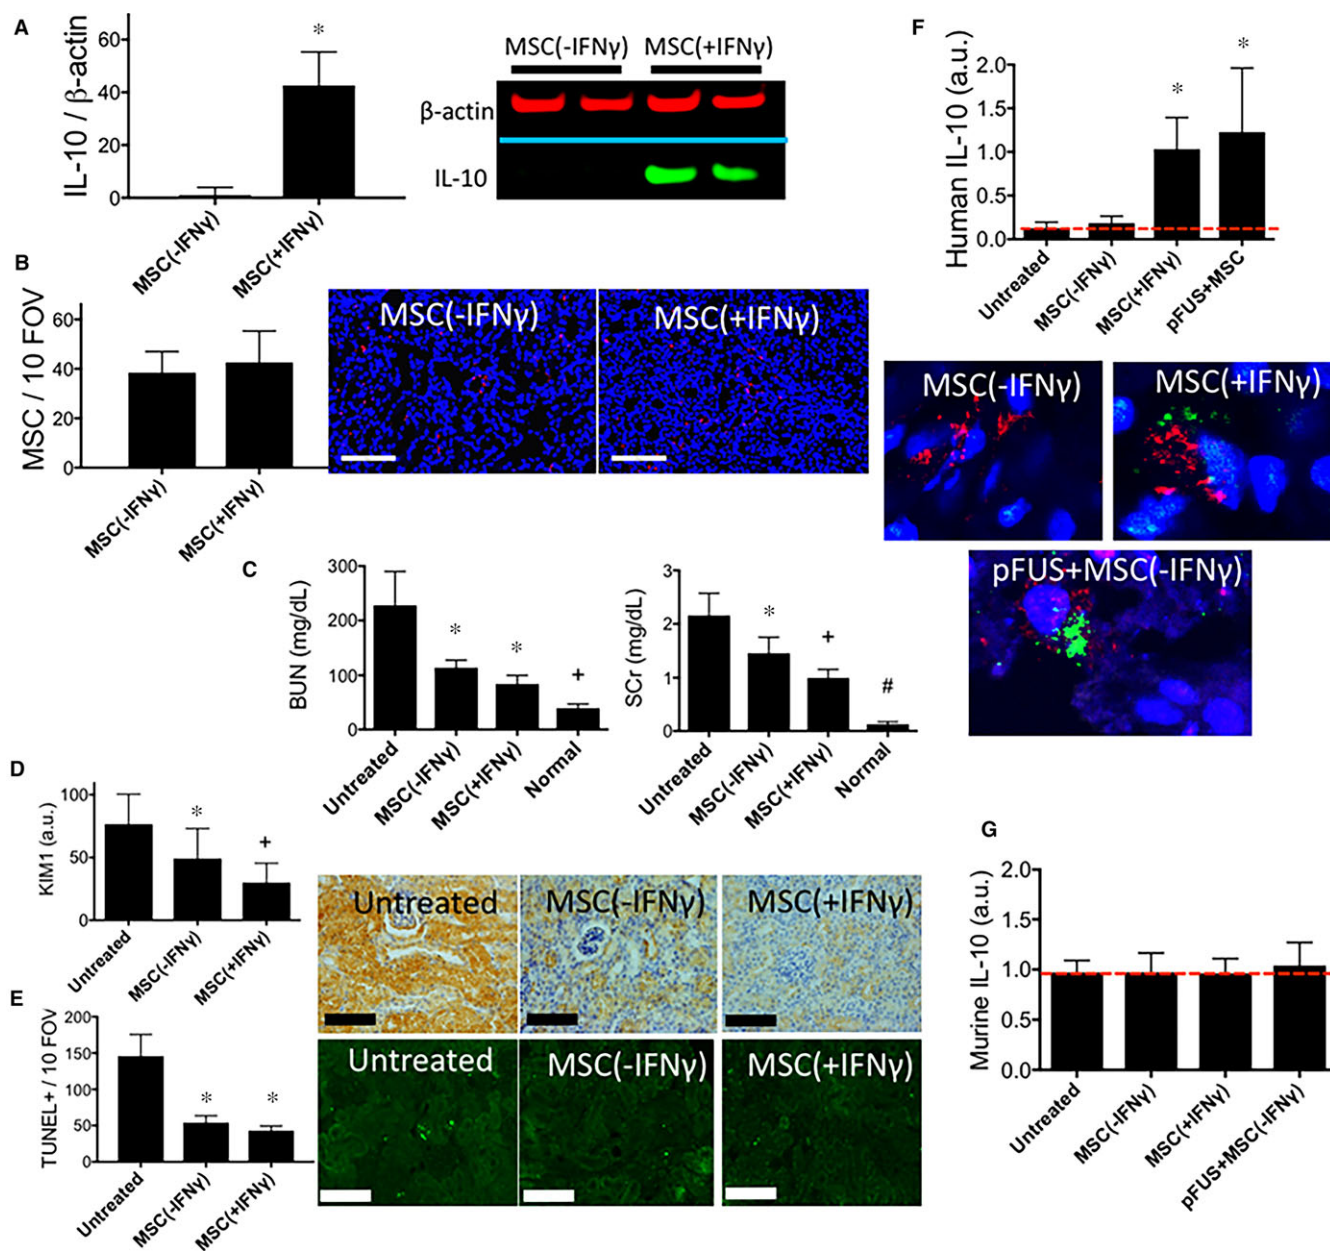 A
IL-10 / β-actin
60
40
20
0
*
MSC(-IFNγ)
MSC(+IFNγ)
MSC(-IFNγ) MSC(+IFNγ)
β-actin
IL-10
B
MSC / 10 FOV
60
40
20
0
MSC(-IFNγ)
MSC(+IFNγ)
MSC(-IFNγ)
MSC(+IFNγ)
C
BUN (mg/dL)
300
200
100
0
* * +
Untreated
MSC(-IFNγ)
MSC(+IFNγ)
Normal
SCr (mg/dL)
3
2
1
0
* + #
Untreated
MSC(-IFNγ)
MSC(+IFNγ)
Normal
D
KIM1 (a.u.)
100
50
0
* +
Untreated
MSC(-IFNγ)
MSC(+IFNγ)
Untreated
MSC(-IFNγ)
MSC(+IFNγ)
E
TUNEL+ / 10 FOV
200
150
100
50
0
* *
Untreated
MSC(-IFNγ)
MSC(+IFNγ)
Untreated
MSC(-IFNγ)
MSC(+IFNγ)
F
Human IL-10 (a.u.)
2.0
1.5
1.0
0.5
0.0
* *
Untreated
MSC(-IFNγ)
MSC(+IFNγ)
pFUS+MSC
MSC(-IFNγ)
MSC(+IFNγ)
pFUS+MSC(-IFNγ)
G
Murine IL-10 (a.u.)
2.0
1.5
1.0
0.5
0.0
Untreated
MSC(-IFNγ)
MSC(+IFNγ)
pFUS+MSC(-IFNγ)